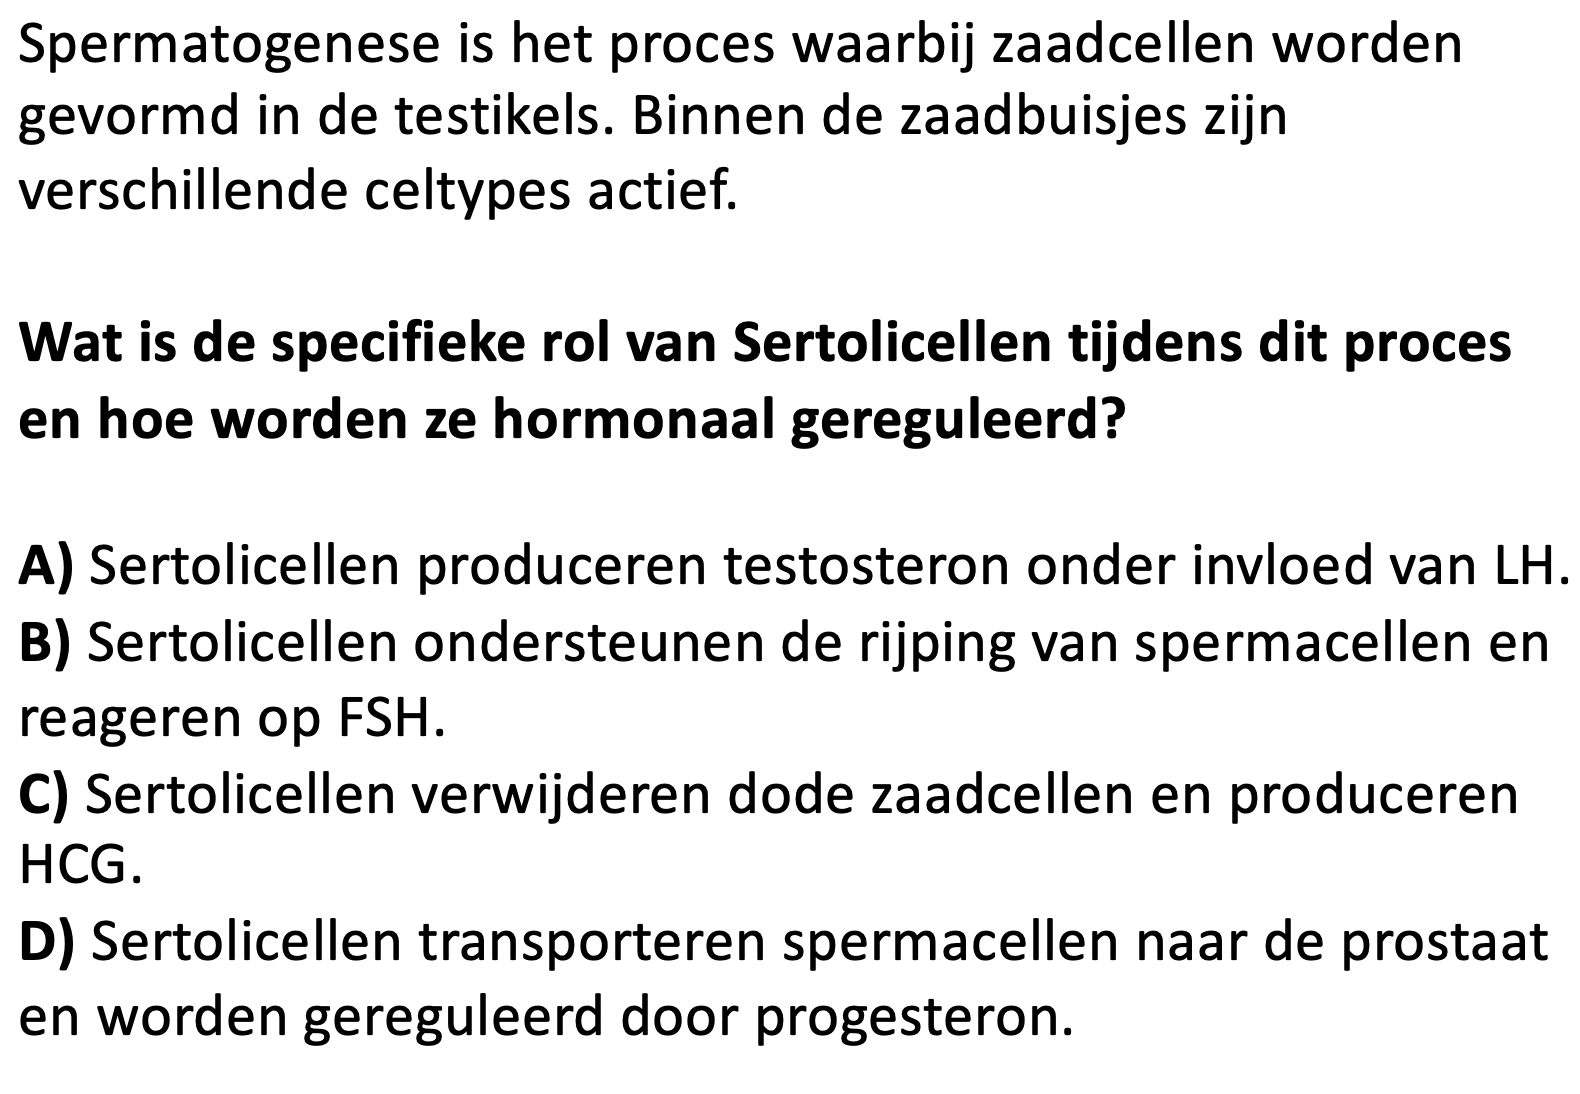 Spermatogenese is het proces waarbij zaadcellen worden
gevormd in de testikels. Binnen de zaadbuisjes zijn
verschillende celtypes actief.
Wat is de specifieke rol van Sertolicellen tijdens dit proces
en hoe worden ze hormonaal gereguleerd?
A) Sertolicellen produceren testosteron onder invloed van LH.
B) Sertolicellen ondersteunen de rijping van spermacellen en
reageren op FSH.
C) Sertolicellen verwijderen dode zaadcellen en produceren
HCG.
D) Sertolicellen transporteren spermacellen naar de prostaat
en worden gereguleerd door progesteron.